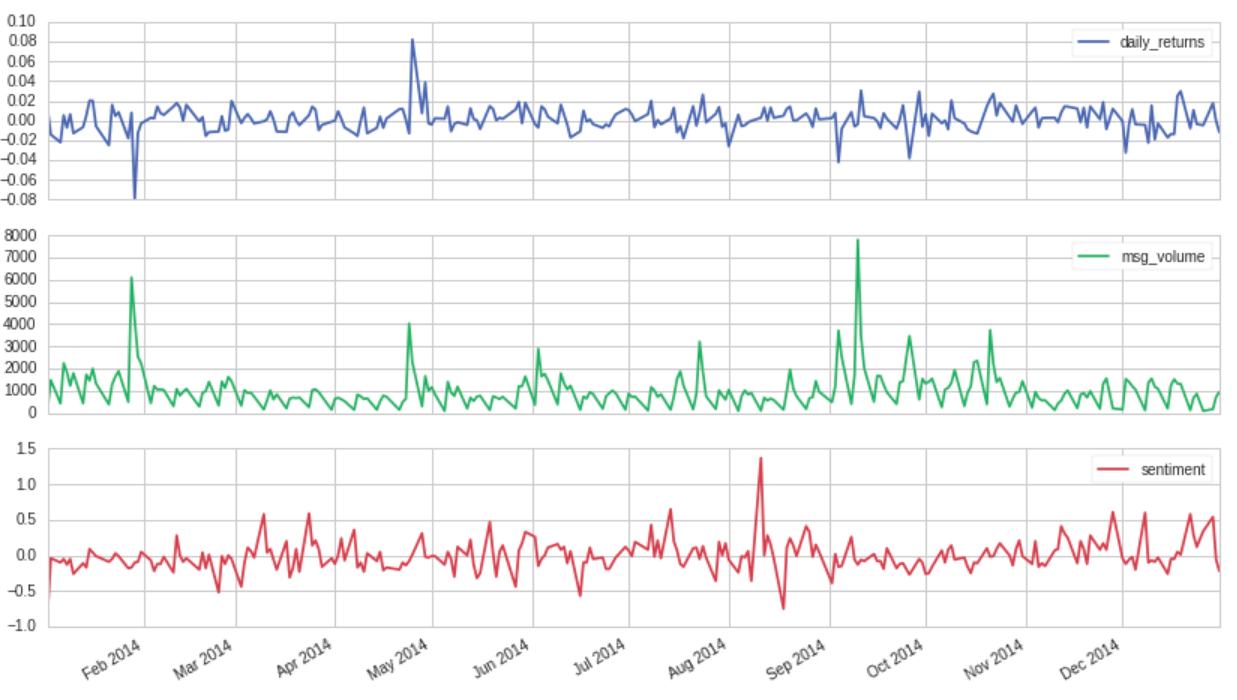 0.10
0.08
0.06
0.04
0.02
0.00
−0.02
−0.04
−0.06
−0.08
daily_returns
8000
7000
6000
5000
4000
3000
2000
1000
0
msg_volume
1.5
1.0
0.5
0.0
−0.5
−1.0
sentiment
Feb 2014
Mar 2014
Apr 2014
May 2014
Jun 2014
Jul 2014
Aug 2014
Sep 2014
Oct 2014
Nov 2014
Dec 2014